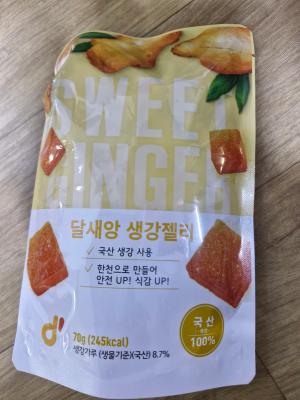 SWEET
GINGER
달새앙 생강젤리
✓ 국산 생강 사용
✓ 한천으로 만들어
안전 UP! 식감 UP!
국산
100%
70g (245kcal)
생강가루 (생물기준)(국산) 8.7%